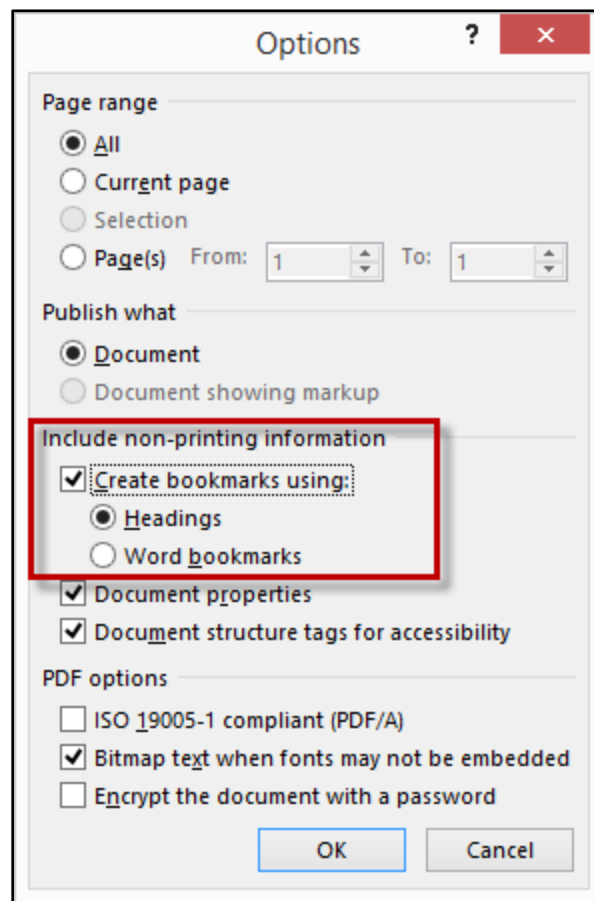 Options ?
Page range
All
Current page
Selection
Page(s) From: 1 To: 1
Publish what
Document
Document showing markup
Include non-printing information
Create bookmarks using:
Headings
Word bookmarks
Document properties
Document structure tags for accessibility
PDF options
ISO 19005-1 compliant (PDF/A)
Bitmap text when fonts may not be embedded
Encrypt the document with a password
OK Cancel